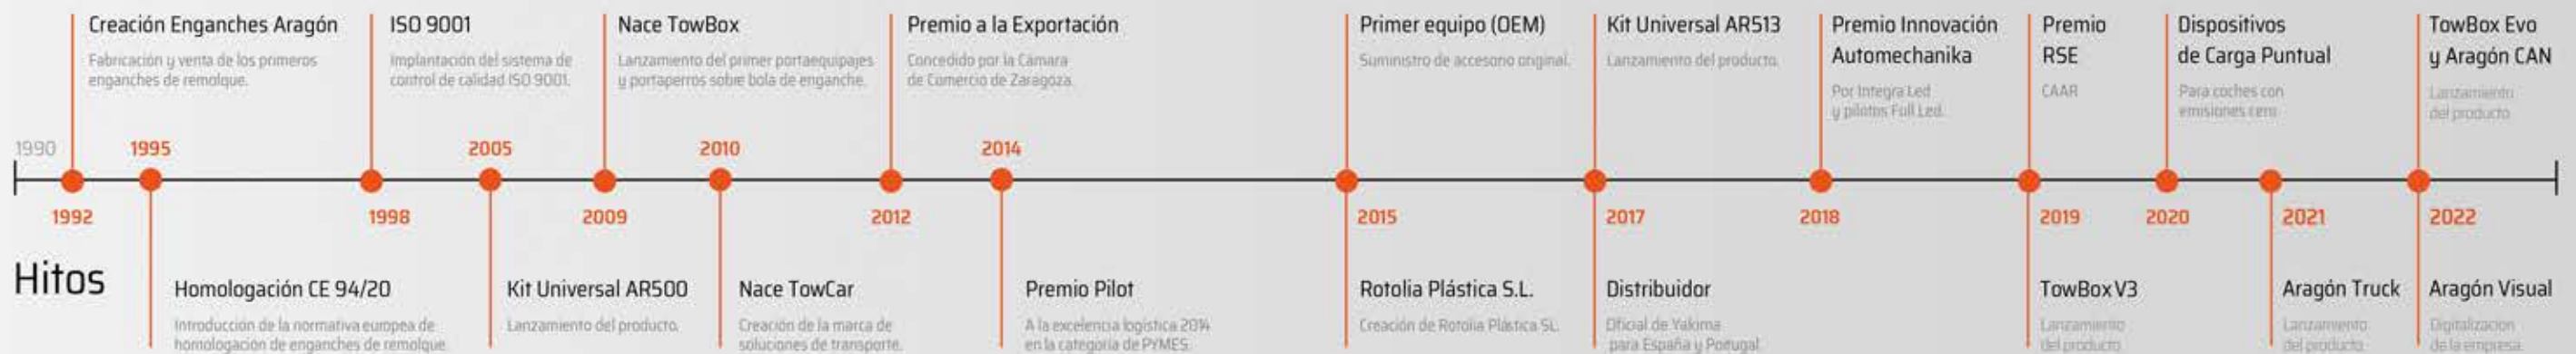 Creación Enganches Aragón
Fabricación y venta de los primeros
enganches de remolque.
ISO 9001
Implantación del sistema de
control de calidad ISO 9001.
Nace TowBox
Lanzamiento del primer portaequipajes
y portaperros sobre bola de enganche.
Premio a la Exportación
Concedido por la Cámara
de Comercio de Zaragoza.
Primer equipo (OEM)
Suministro de accesorio original.
Kit Universal AR513
Lanzamiento del producto.
Premio Innovación
Automechanika
Por Integra Led
y pilotos Full Led.
Premio
RSE
CAAR
Dispositivos
de Carga Puntual
Para coches con
emisiones cero
TowBox Evo
y Aragón CAN
Lanzamiento
del producto
1990
1995
2005
2010
2014
1992
1998
2009
2012
2015
2017
2018
2019
2020
2021
2022
Hitos
Homologación CE 94/20
Introducción de la normativa europea de
homologación de enganches de remolque.
Kit Universal AR500
Lanzamiento del producto.
Nace TowCar
Creación de la marca de
soluciones de transporte.
Premio Pilot
A la excelencia logística 2014
en la categoría de PYMES.
Rotolia Plástica S.L.
Creación de Rotolia Plástica SL.
Distribuidor
Oficial de Yakima
para España y Portugal
TowBox V3
Lanzamiento
del producto
Aragón Truck
Lanzamiento
del producto
Aragón Visual
Digitalización
de la empresa.